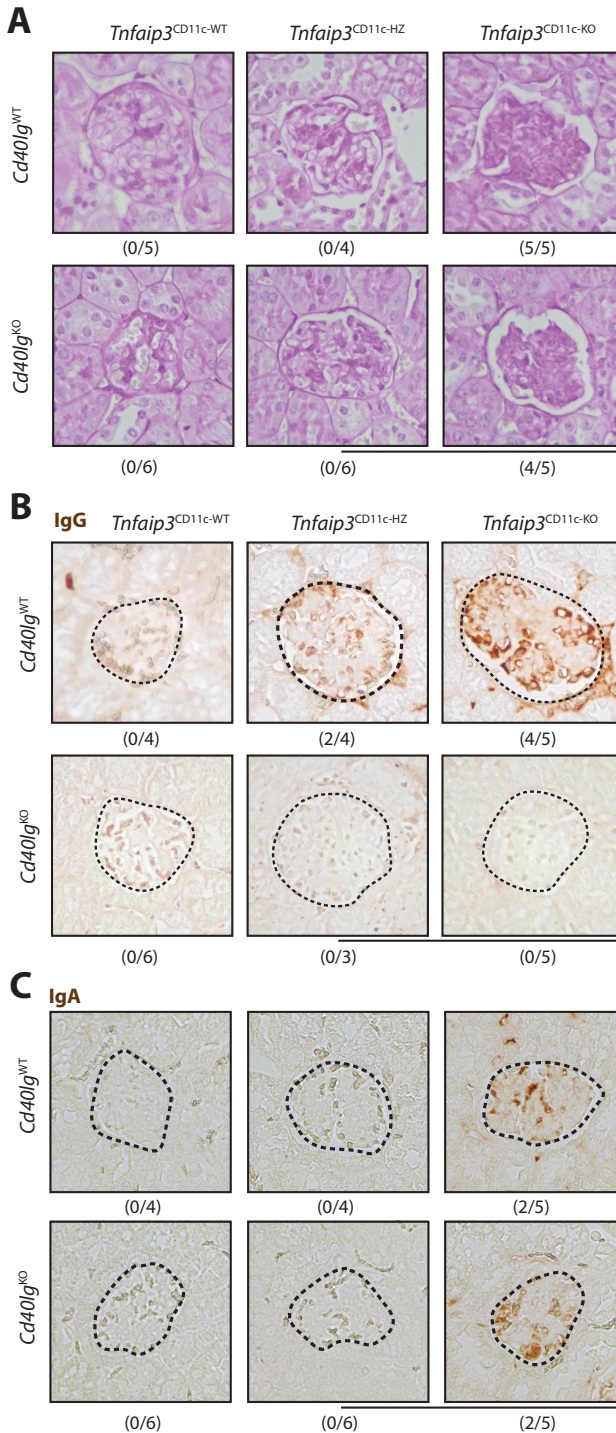 A
Tnfaip3CD11c-WT Tnfaip3CD11c-HZ Tnfaip3CD11c-KO
Cd40lgWT
(0/5) (0/4) (5/5)
Cd40lgKO
(0/6) (0/6) (4/5)
B IgG Tnfaip3CD11c-WT Tnfaip3CD11c-HZ Tnfaip3CD11c-KO
Cd40lgWT
(0/4) (2/4) (4/5)
Cd40lgKO
(0/6) (0/3) (0/5)
C IgA
Cd40lgWT
(0/4) (0/4) (2/5)
Cd40lgKO
(0/6) (0/6) (2/5)